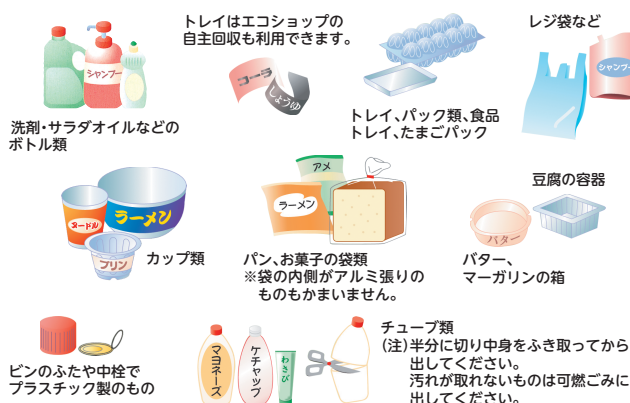 トレイはエコショップの
自主回収も利用できます。
レジ袋など
シャンプー
コーラ
しょうゆ
シャンプー
洗剤・サラダオイルなどの
ボトル類
トレイ、パック類、食品
トレイ、たまごパック
アメ
ラーメン
ヌードル
ラーメン
プリン
カップ類
パン、お菓子の袋類
※袋の内側がアルミ張りの
ものもかまいません。
豆腐の容器
バター
バター、
マーガリンの箱
ビンのふたや中栓で
プラスチック製のもの
マヨネーズ
ケチャップ
わさび
チューブ類
(注)半分に切り中身をふき取ってから
出してください。
汚れが取れないものは可燃ごみに
出してください。